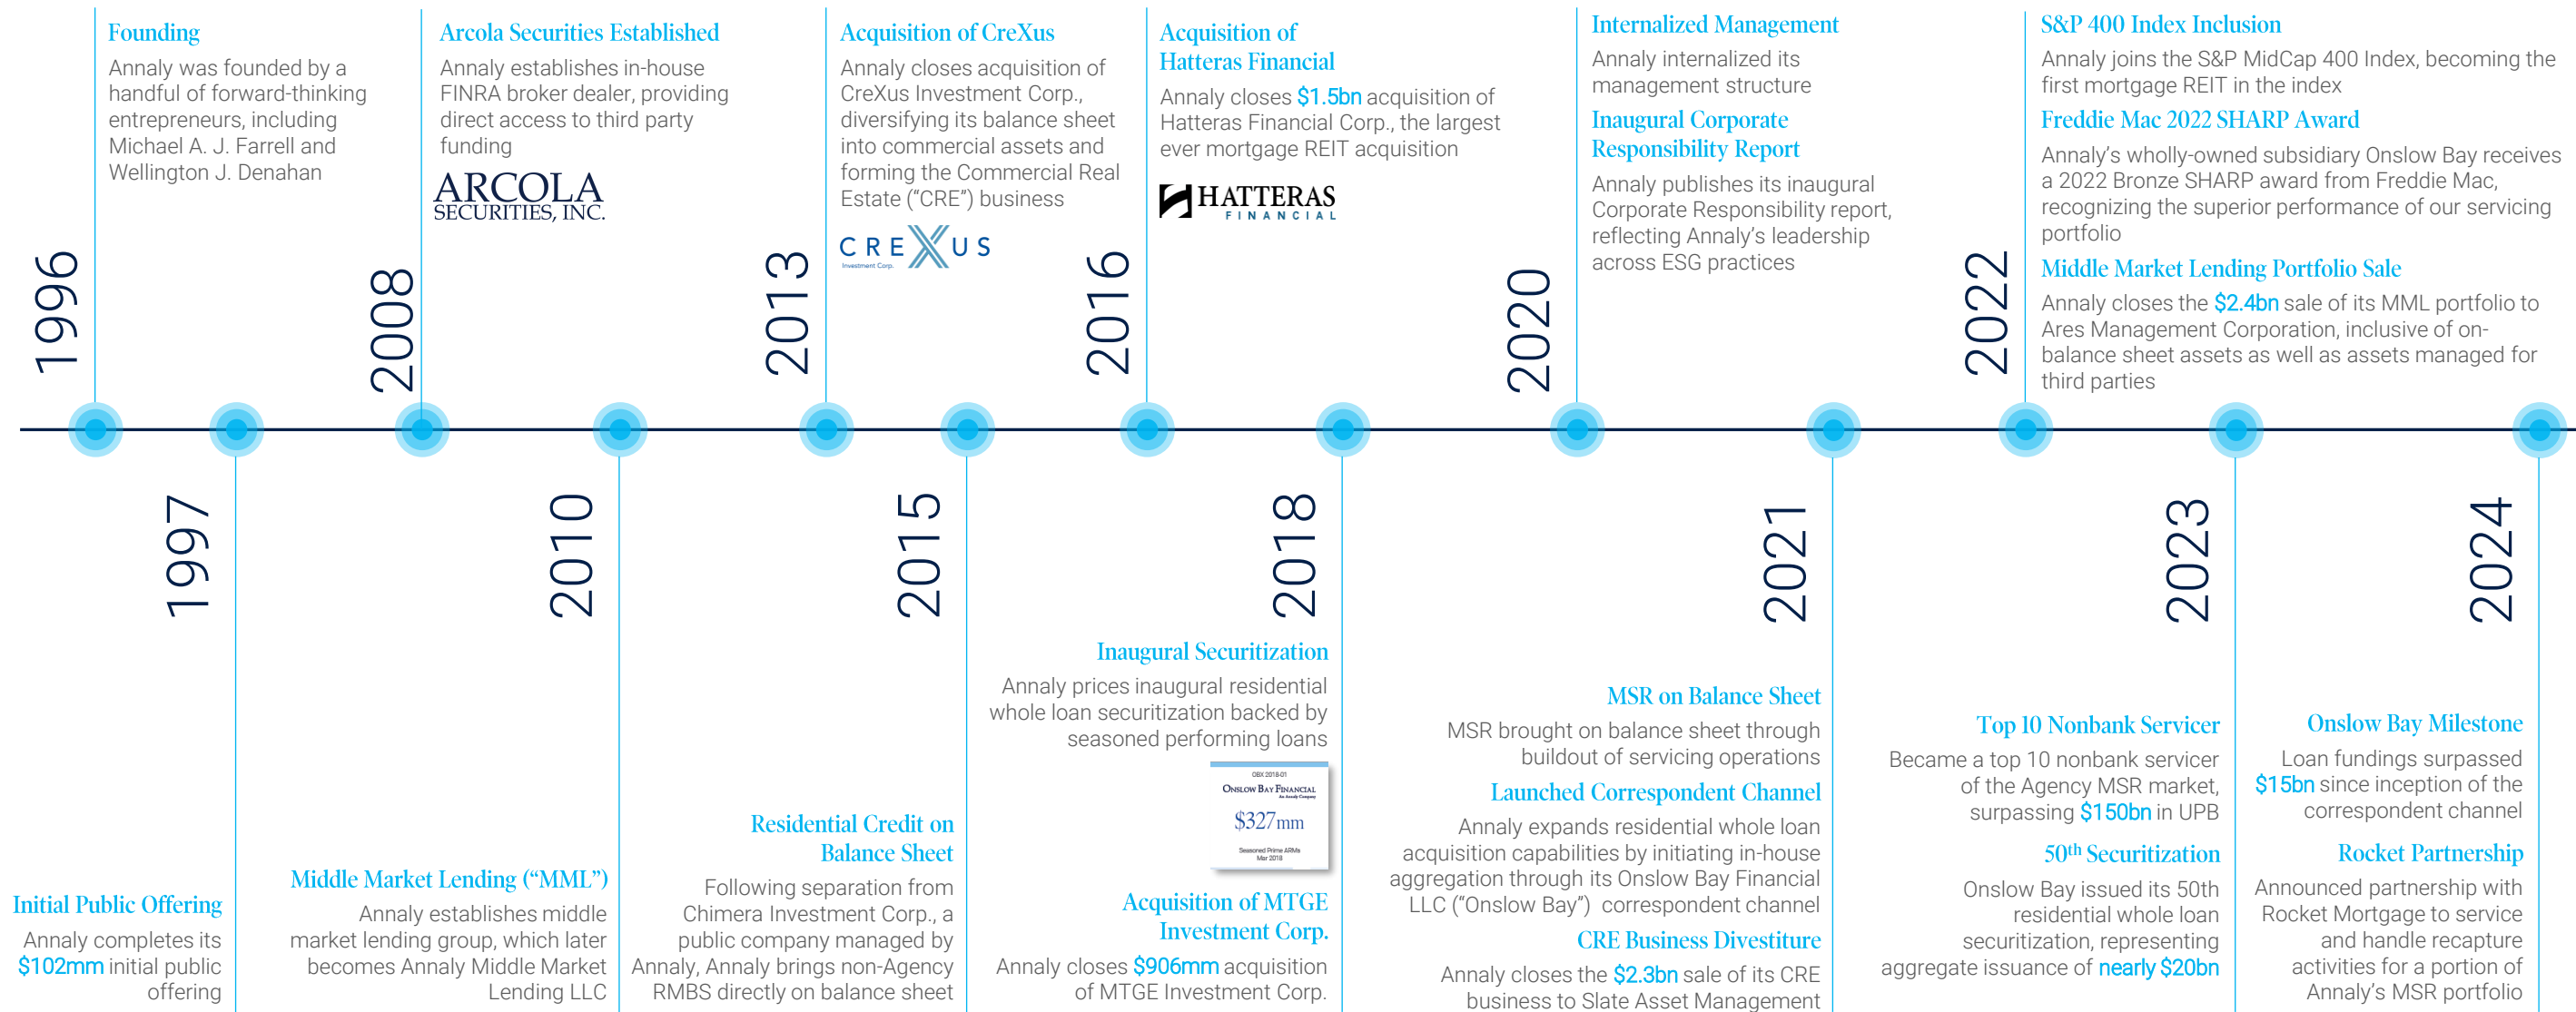 1996
Founding
Annaly was founded by a
handful of forward-thinking
entrepreneurs, including
Michael A. J. Farrell and
Wellington J. Denahan
2008
Arcola Securities Established
Annaly establishes in-house
FINRA broker dealer, providing
direct access to third party
funding
ARCOLA
SECURITIES, INC.
2013
Acquisition of CreXus
Annaly closes acquisition of
CreXus Investment Corp.,
diversifying its balance sheet
into commercial assets and
forming the Commercial Real
Estate (“CRE”) business
CREXUS
Investment Corp.
2016
Acquisition of
Hatteras Financial
Annaly closes $1.5bn acquisition of
Hatteras Financial Corp., the largest
ever mortgage REIT acquisition
HATTERAS
FINANCIAL
2020
Internalized Management
Annaly internalized its
management structure
Inaugural Corporate
Responsibility Report
Annaly publishes its inaugural
Corporate Responsibility report,
reflecting Annaly’s leadership
across ESG practices
2022
S&P 400 Index Inclusion
Annaly joins the S&P MidCap 400 Index, becoming the
first mortgage REIT in the index
Freddie Mac 2022 SHARP Award
Annaly’s wholly-owned subsidiary Onslow Bay receives
a 2022 Bronze SHARP award from Freddie Mac,
recognizing the superior performance of our servicing
portfolio
Middle Market Lending Portfolio Sale
Annaly closes the $2.4bn sale of its MML portfolio to
Ares Management Corporation, inclusive of on-
balance sheet assets as well as assets managed for
third parties
1997
Initial Public Offering
Annaly completes its
$102mm initial public
offering
2010
Middle Market Lending (“MML”)
Annaly establishes middle
market lending group, which later
becomes Annaly Middle Market
Lending LLC
2015
Residential Credit on
Balance Sheet
Following separation from
Chimera Investment Corp., a
public company managed by
Annaly, Annaly brings non-Agency
RMBS directly on balance sheet
2018
Inaugural Securitization
Annaly prices inaugural residential
whole loan securitization backed by
seasoned performing loans
OBX 2018-01
ONSLOW BAY FINANCIAL
An Annaly Company
$327mm
Seasoned Prime ARMs
Mar 2018
Acquisition of MTGE
Investment Corp.
Annaly closes $906mm acquisition
of MTGE Investment Corp.
2021
MSR on Balance Sheet
MSR brought on balance sheet through
buildout of servicing operations
Launched Correspondent Channel
Annaly expands residential whole loan
acquisition capabilities by initiating in-house
aggregation through its Onslow Bay Financial
LLC (“Onslow Bay”) correspondent channel
CRE Business Divestiture
Annaly closes the $2.3bn sale of its CRE
business to Slate Asset Management
2023
Top 10 Nonbank Servicer
Became a top 10 nonbank servicer
of the Agency MSR market,
surpassing $150bn in UPB
50th Securitization
Onslow Bay issued its 50th
residential whole loan
securitization, representing
aggregate issuance of nearly $20bn
2024
Onslow Bay Milestone
Loan fundings surpassed
$15bn since inception of the
correspondent channel
Rocket Partnership
Announced partnership with
Rocket Mortgage to service
and handle recapture
activities for a portion of
Annaly’s MSR portfolio